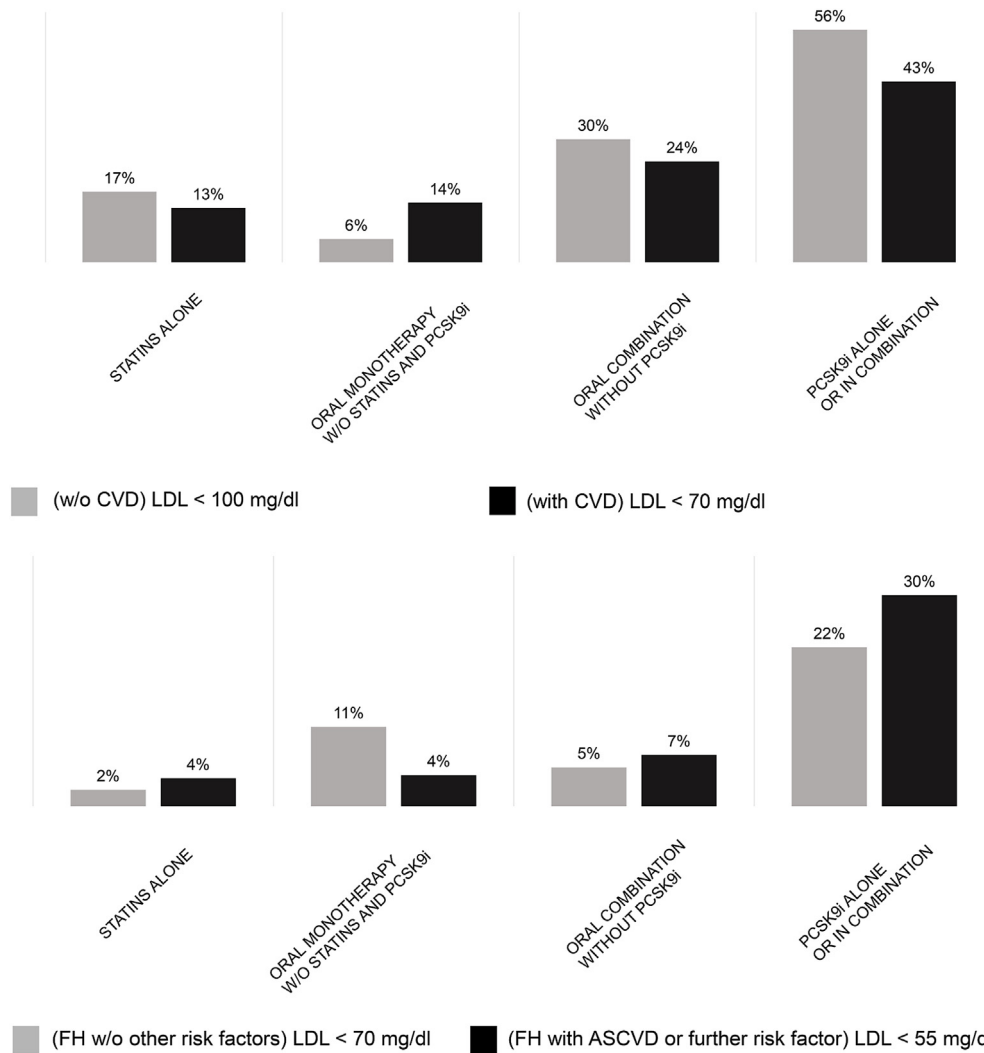 56%
43%
30%
24%
17%
13%
14%
6%
STATINS ALONE
ORAL MONOTHERAPY
W/O STATINS AND PCSK9i
ORAL COMBINATION
WITHOUT PCSK9i
PCSK9i ALONE
OR IN COMBINATION
(w/o CVD) LDL < 100 mg/dl
(with CVD) LDL < 70 mg/dl
30%
22%
11%
2%
4%
4%
5%
7%
STATINS ALONE
ORAL MONOTHERAPY
W/O STATINS AND PCSK9i
ORAL COMBINATION
WITHOUT PCSK9i
PCSK9i ALONE
OR IN COMBINATION
(FH w/o other risk factors) LDL < 70 mg/dl
(FH with ASCVD or further risk factor) LDL < 55 mg/d